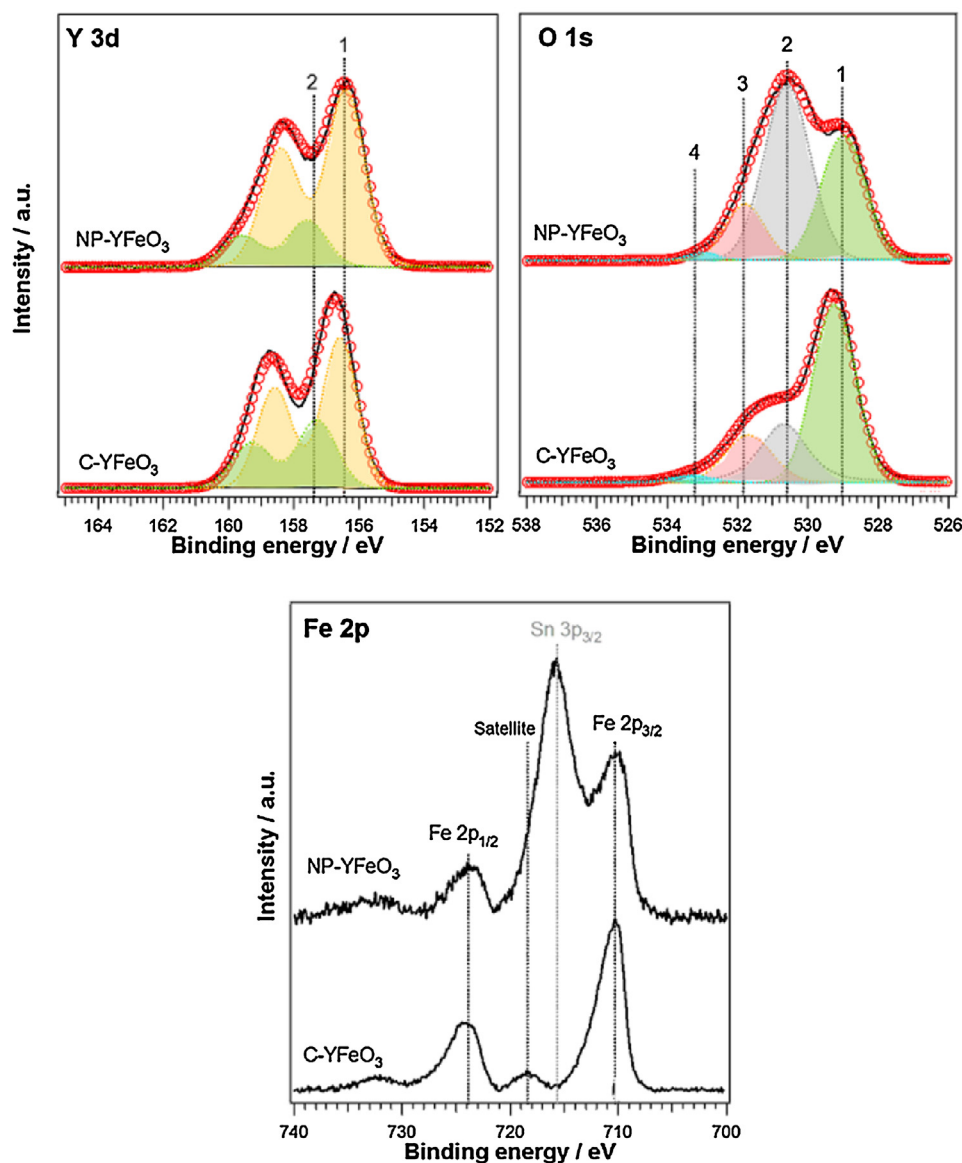 Y 3d
1
2
NP-YFeO₃
C-YFeO₃
Intensity / a.u.
164 162 160 158 156 154 152
Binding energy / eV
O 1s
2
3
1
4
NP-YFeO₃
C-YFeO₃
538 536 534 532 530 528 526
Binding energy / eV
Fe 2p
Sn 3p₃/₂
Satellite
Fe 2p₃/₂
Fe 2p₁/₂
NP-YFeO₃
C-YFeO₃
Intensity / a.u.
740 730 720 710 700
Binding energy / eV